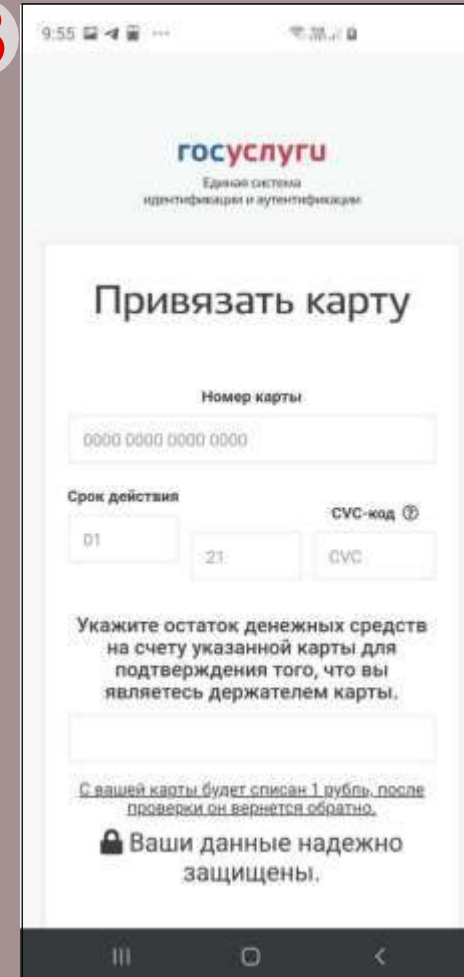 3
9:55
госуслуги
Единая система
идентификации и аутентификации
Привязать карту
Номер карты
0000 0000 0000 0000
Срок действия
CVC-код
01
21
CVC
Укажите остаток денежных средств
на счету указанной карты для
подтверждения того, что вы
являетесь держателем карты.
С вашей карты будет списан 1 рубль, после
проверки он вернется обратно.
Ваши данные надежно
защищены.